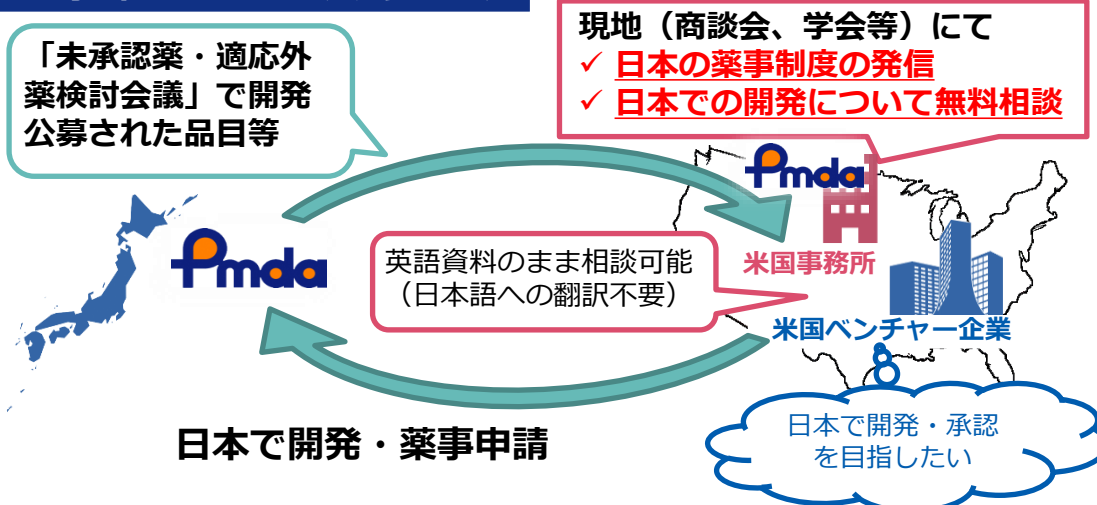 「未承認薬・適応外
薬検討会議」で開発
公募された品目等
現地（商談会、学会等）にて
✓ 日本の薬事制度の発信
✓ 日本での開発について無料相談
Pmda
Pmda
英語資料のまま相談可能
（日本語への翻訳不要）
米国事務所
米国ベンチャー企業
日本で開発・薬事申請
日本で開発・承認
を目指したい